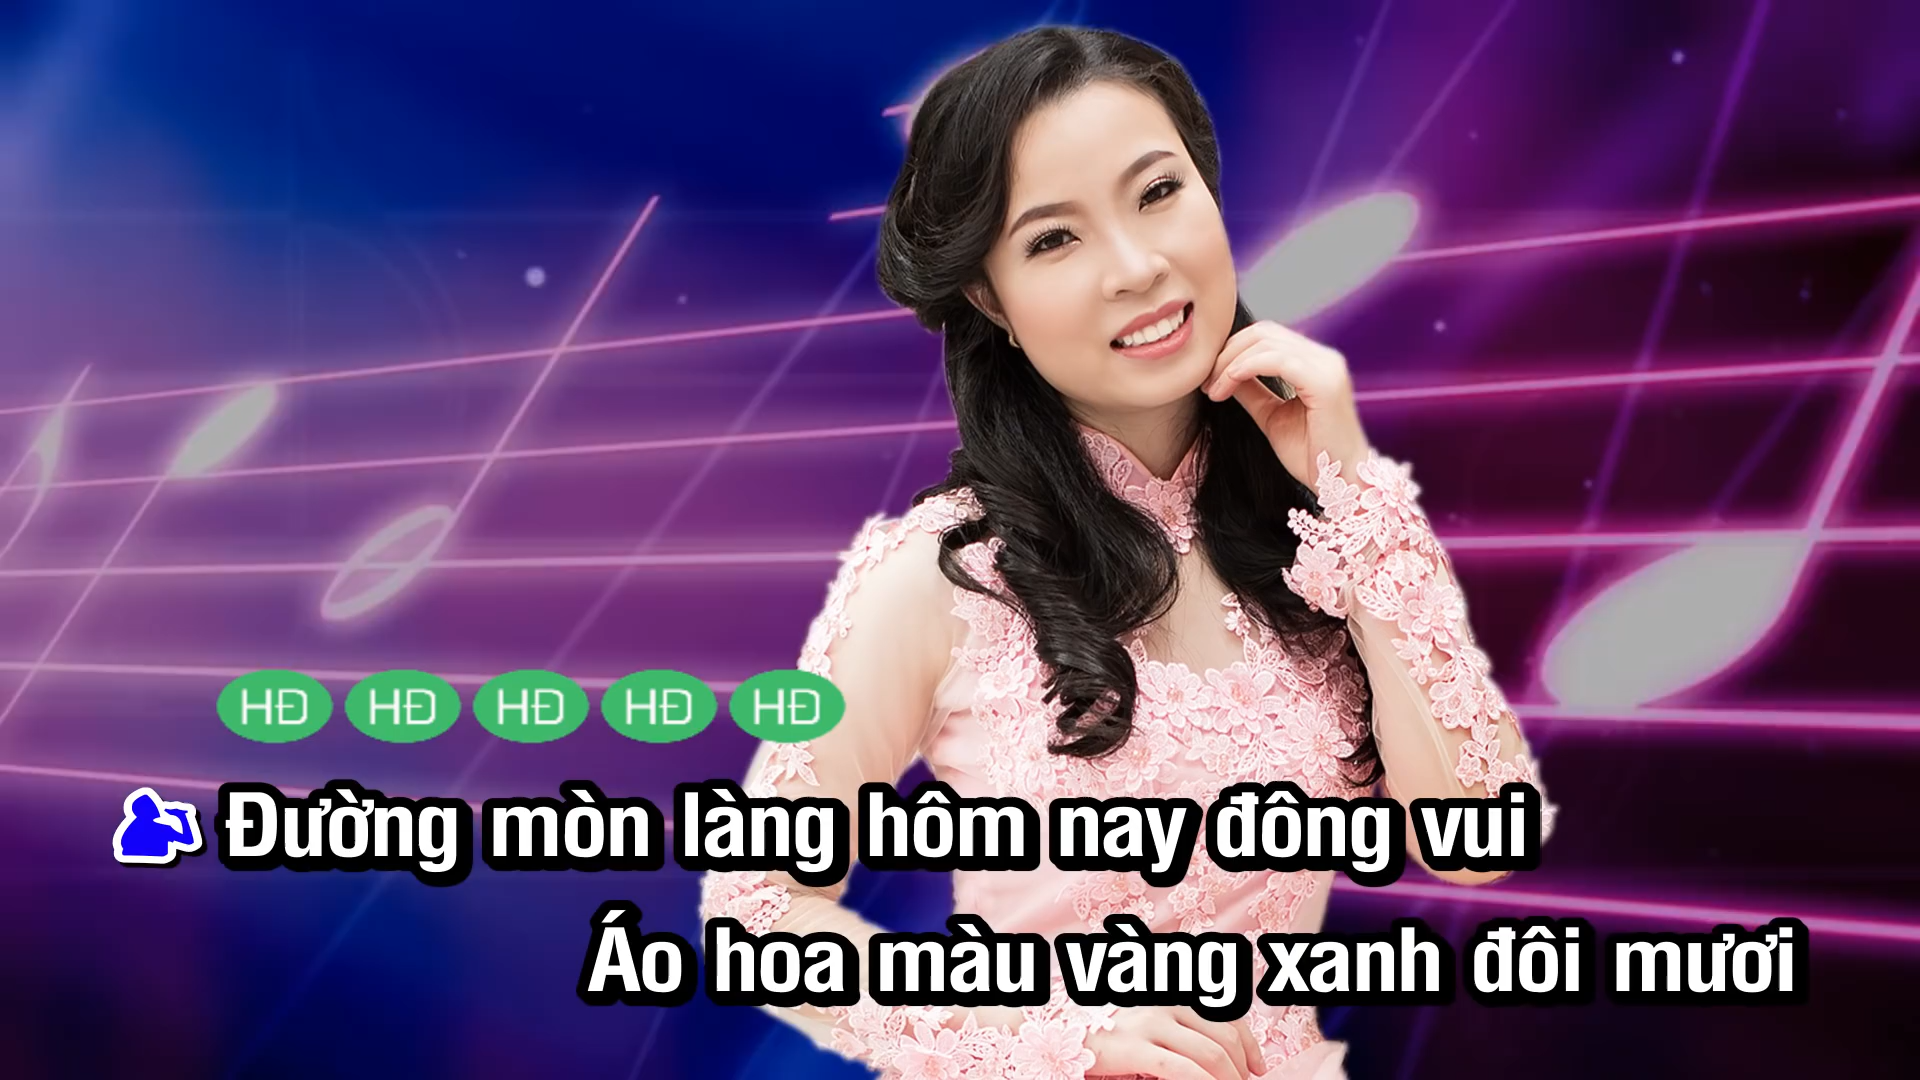 HĐ HĐ HĐ HĐ HĐ
Đường mòn làng hôm nay đông vui
Áo hoa màu vàng xanh đôi mươi